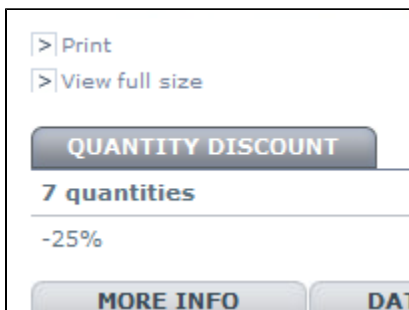 > Print
> View full size
QUANTITY DISCOUNT
7 quantities
-25%
MORE INFO